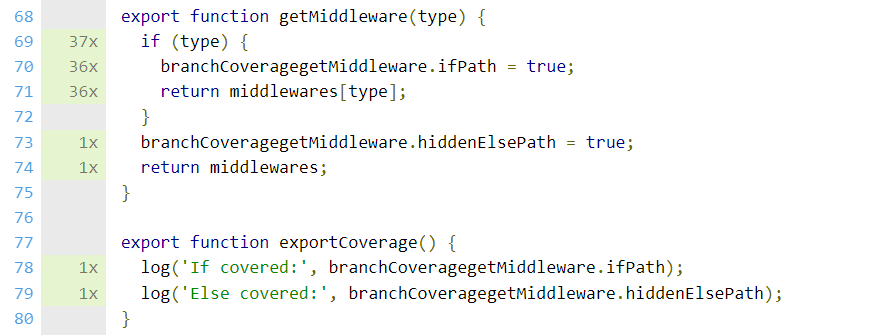 68 export function getMiddleware(type) {
69 37x if (type) {
70 36x branchCoveragegetMiddleware.ifPath = true;
71 36x return middlewares[type];
72 }
73 1x branchCoveragegetMiddleware.hiddenElsePath = true;
74 1x return middlewares;
75 }
76
77 export function exportCoverage() {
78 1x log('If covered:', branchCoveragegetMiddleware.ifPath);
79 1x log('Else covered:', branchCoveragegetMiddleware.hiddenElsePath);
80 }